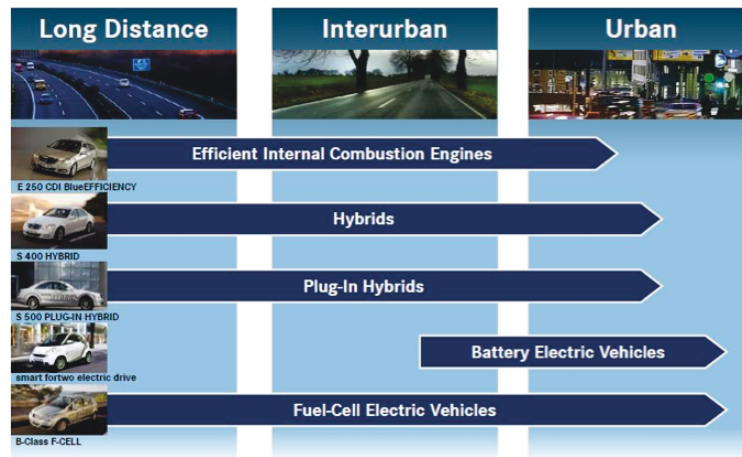 Long Distance
Interurban
Urban
Efficient Internal Combustion Engines
E 250 CDI BlueEFFICIENCY
Hybrids
S 400 HYBRID
Plug-In Hybrids
S 500 PLUG-IN HYBRID
Battery Electric Vehicles
smart fortwo electric drive
Fuel-Cell Electric Vehicles
B-Class F-CELL